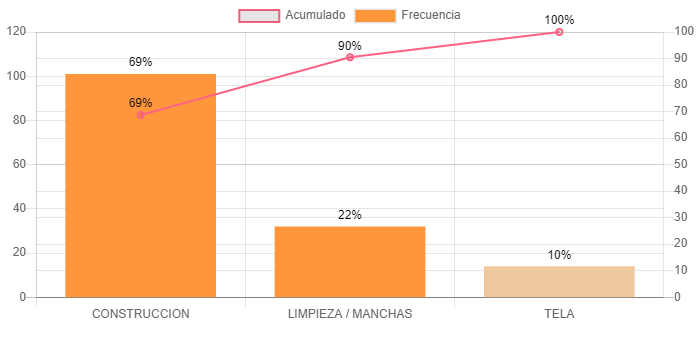 Acumulado Frecuencia
120 100% 100
69% 90% 90
100 80
69% 70
80 60
60 22% 50
40 10% 40
30
20 20
10
0 0
CONSTRUCCION LIMPIEZA / MANCHAS TELA